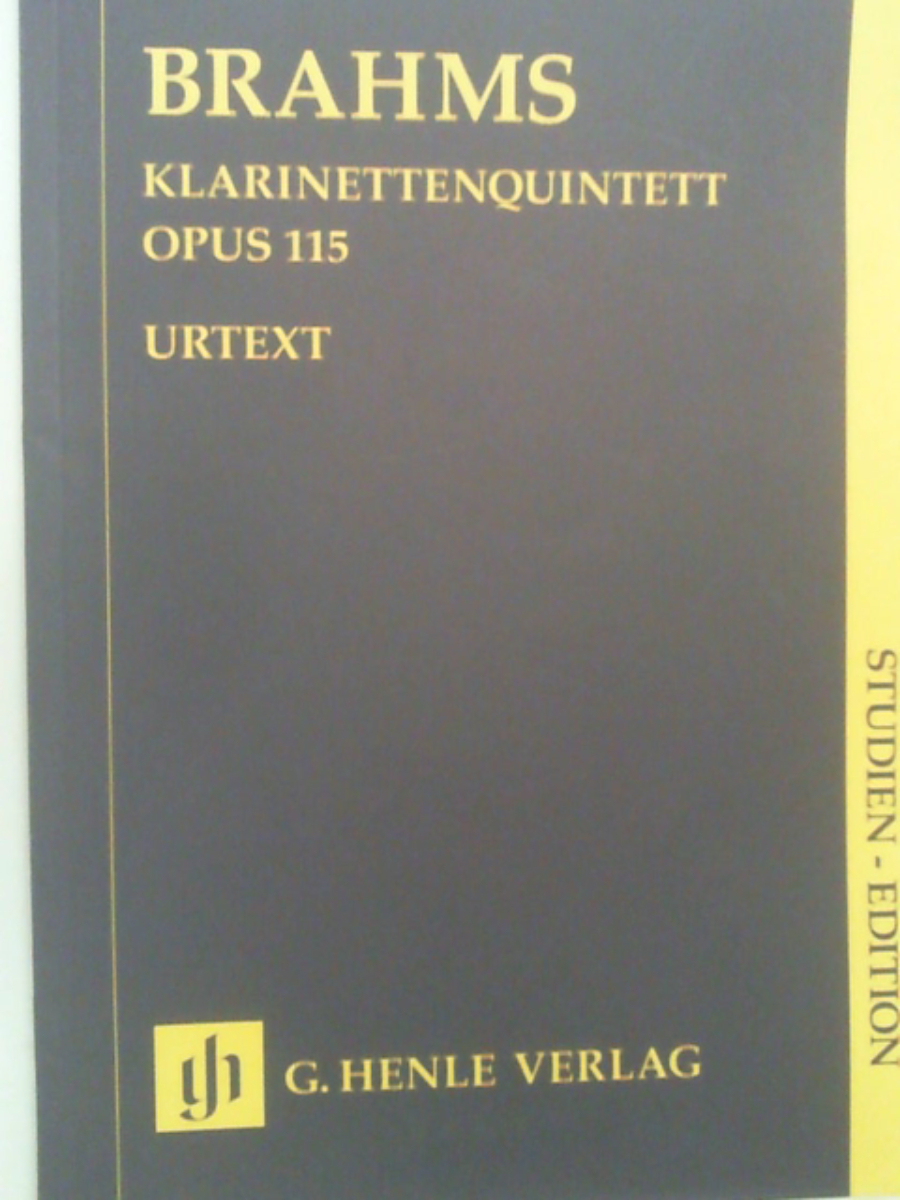 BRAHMS
KLARINETTENQUINTETT
OPUS 115
URTEXT
STUDIEN - EDITION
G. HENLE VERLAG